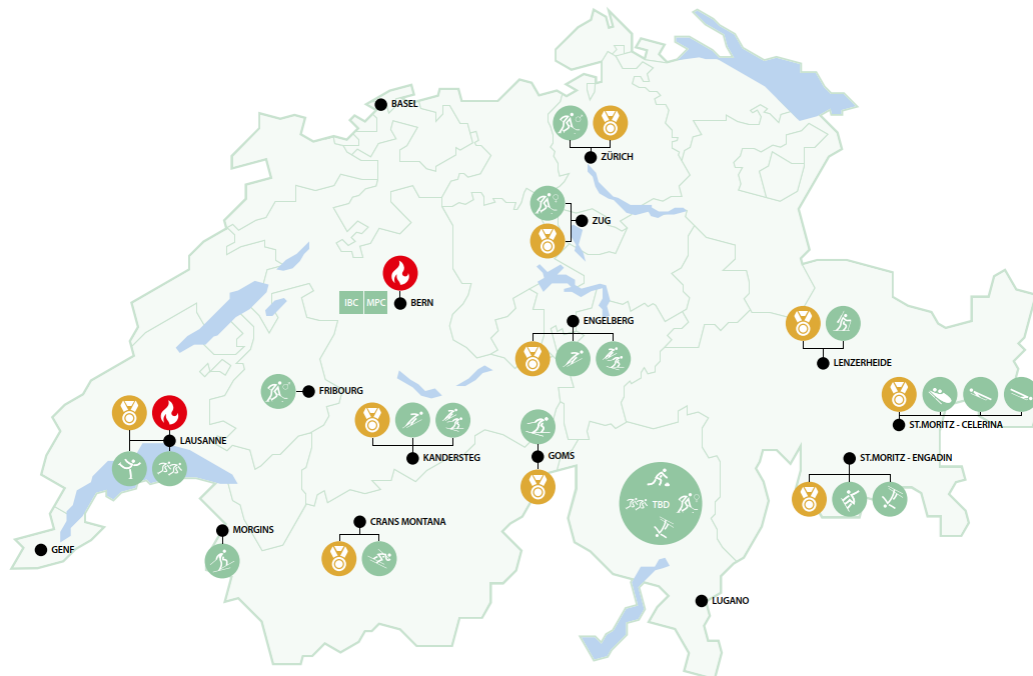 BASEL
ZÜRICH
ZUG
IBC MPC
BERN
ENGELBERG
LENZERHEIDE
FRIBOURG
ST.MORITZ - CELERINA
LAUSANNE
KANDERSTEG
GOMS
ST.MORITZ - ENGADIN
TBD
MORGINS
CRANS MONTANA
GENF
LUGANO